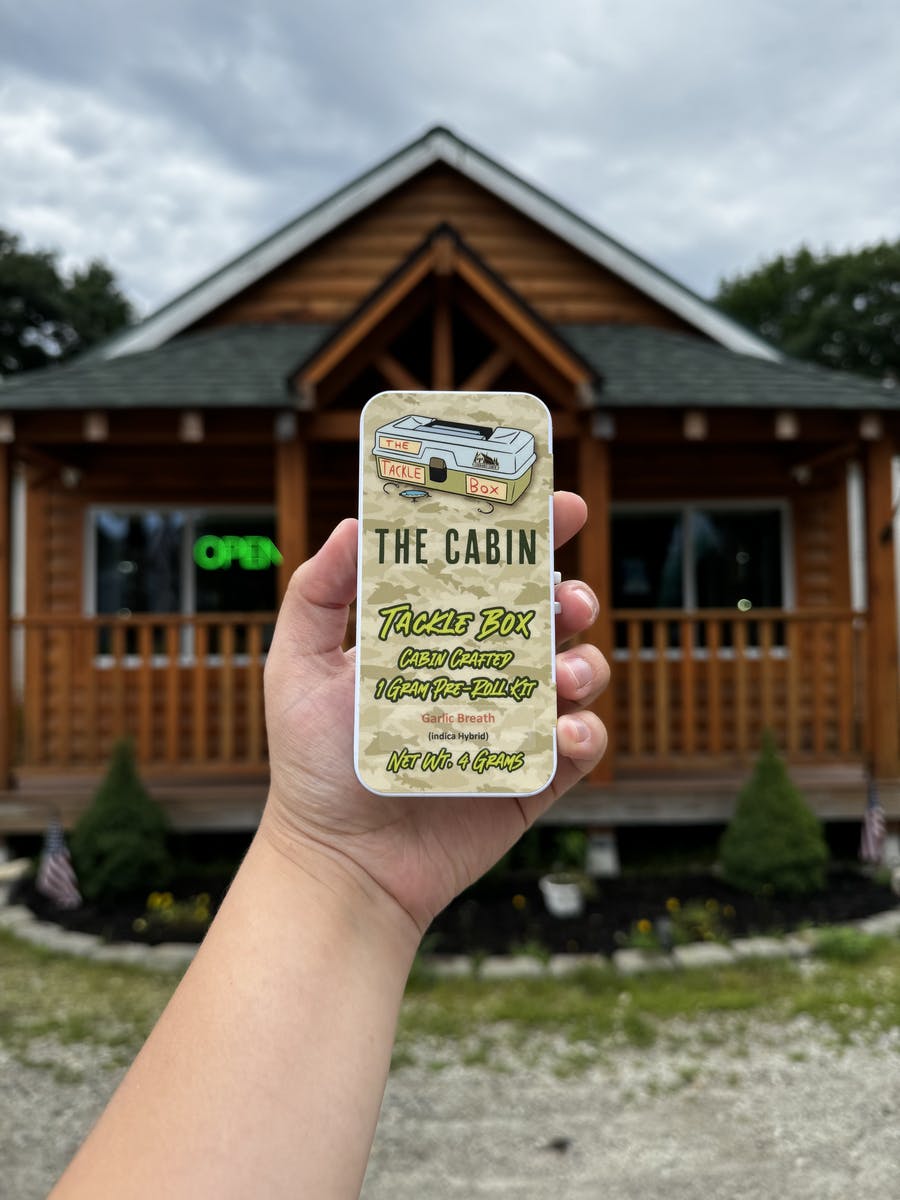 OPEN
THE
TACKLE
BOX
THE CABIN
TACKLE BOX
CABIN CRAFTED
1 GRAM PRE-ROLL KIT
Garlic Breath
(indica Hybrid)
NET WT. 4 GRAMS